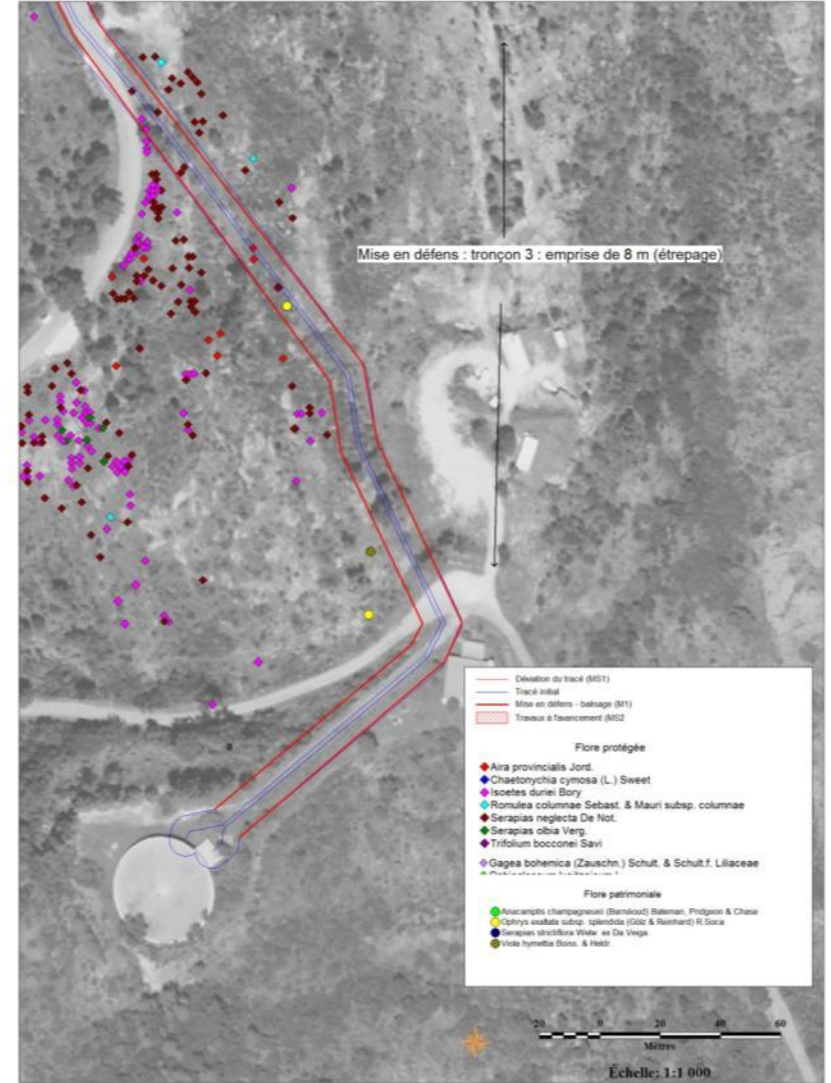 Mise en défens : tronçon 3 : emprise de 8 m (étrepage)
Déviation du tracé (MS1)
Tracé initial
Mise en défens - balisage (M1)
Travaux à l'avancement (MS2
Flore protégée
Aira provincialis Jord.
Chaetonychia cymosa (L.) Sweet
Isoetes duriei Bory
Romulea columnae Sebast. & Mauri subsp. columnae
Serapias neglecta De Not.
Serapias olbia Verg.
Trifolium bocconei Savi
Gagea bohemica (Zauschn.) Schult. & Schult.f. Liliaceae
Flore patrimoniale
Anacamptis champagneuxii (Barnéoud) Bateman, Pridgeon & Chase
Ophrys exaltata subsp. splendida (Gölz & Reinhard) R.Soca
Serapias strictiflora Welw. ex Da Veiga
Viola hymettia Boiss. & Heldr.
20 0 20 40 60
Mètres
Échelle: 1:1 000